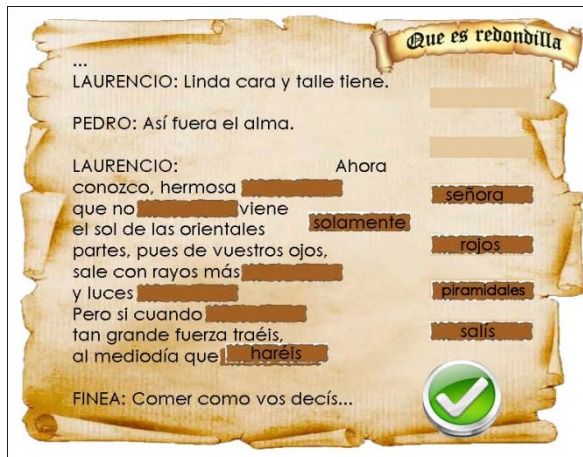 Que es redondilla
...
LAURENCIO: Linda cara y talle tiene.
PEDRO: Así fuera el alma.
LAURENCIO: Ahora
conozco, hermosa
señora
que no viene
solamente
el sol de las orientales
partes, pues de vuestros ojos,
rojos
sale con rayos más
y luces
piramidales
Pero si cuando
tan grande fuerza traéis,
salís
al mediodía que haréis
FINEA: Comer como vos decís...